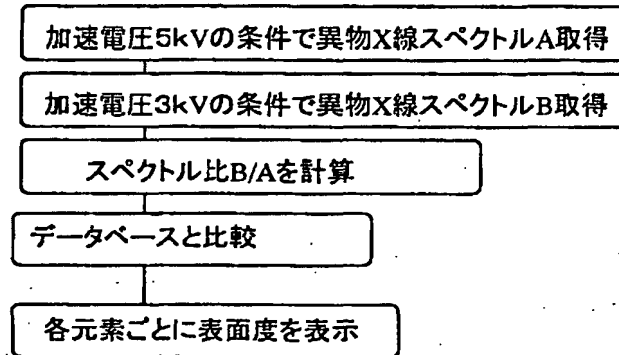 加速電圧5kVの条件で異物X線スペクトルA取得
加速電圧3kVの条件で異物X線スペクトルB取得
スペクトル比B/Aを計算
データベースと比較
各元素ごとに表面度を表示